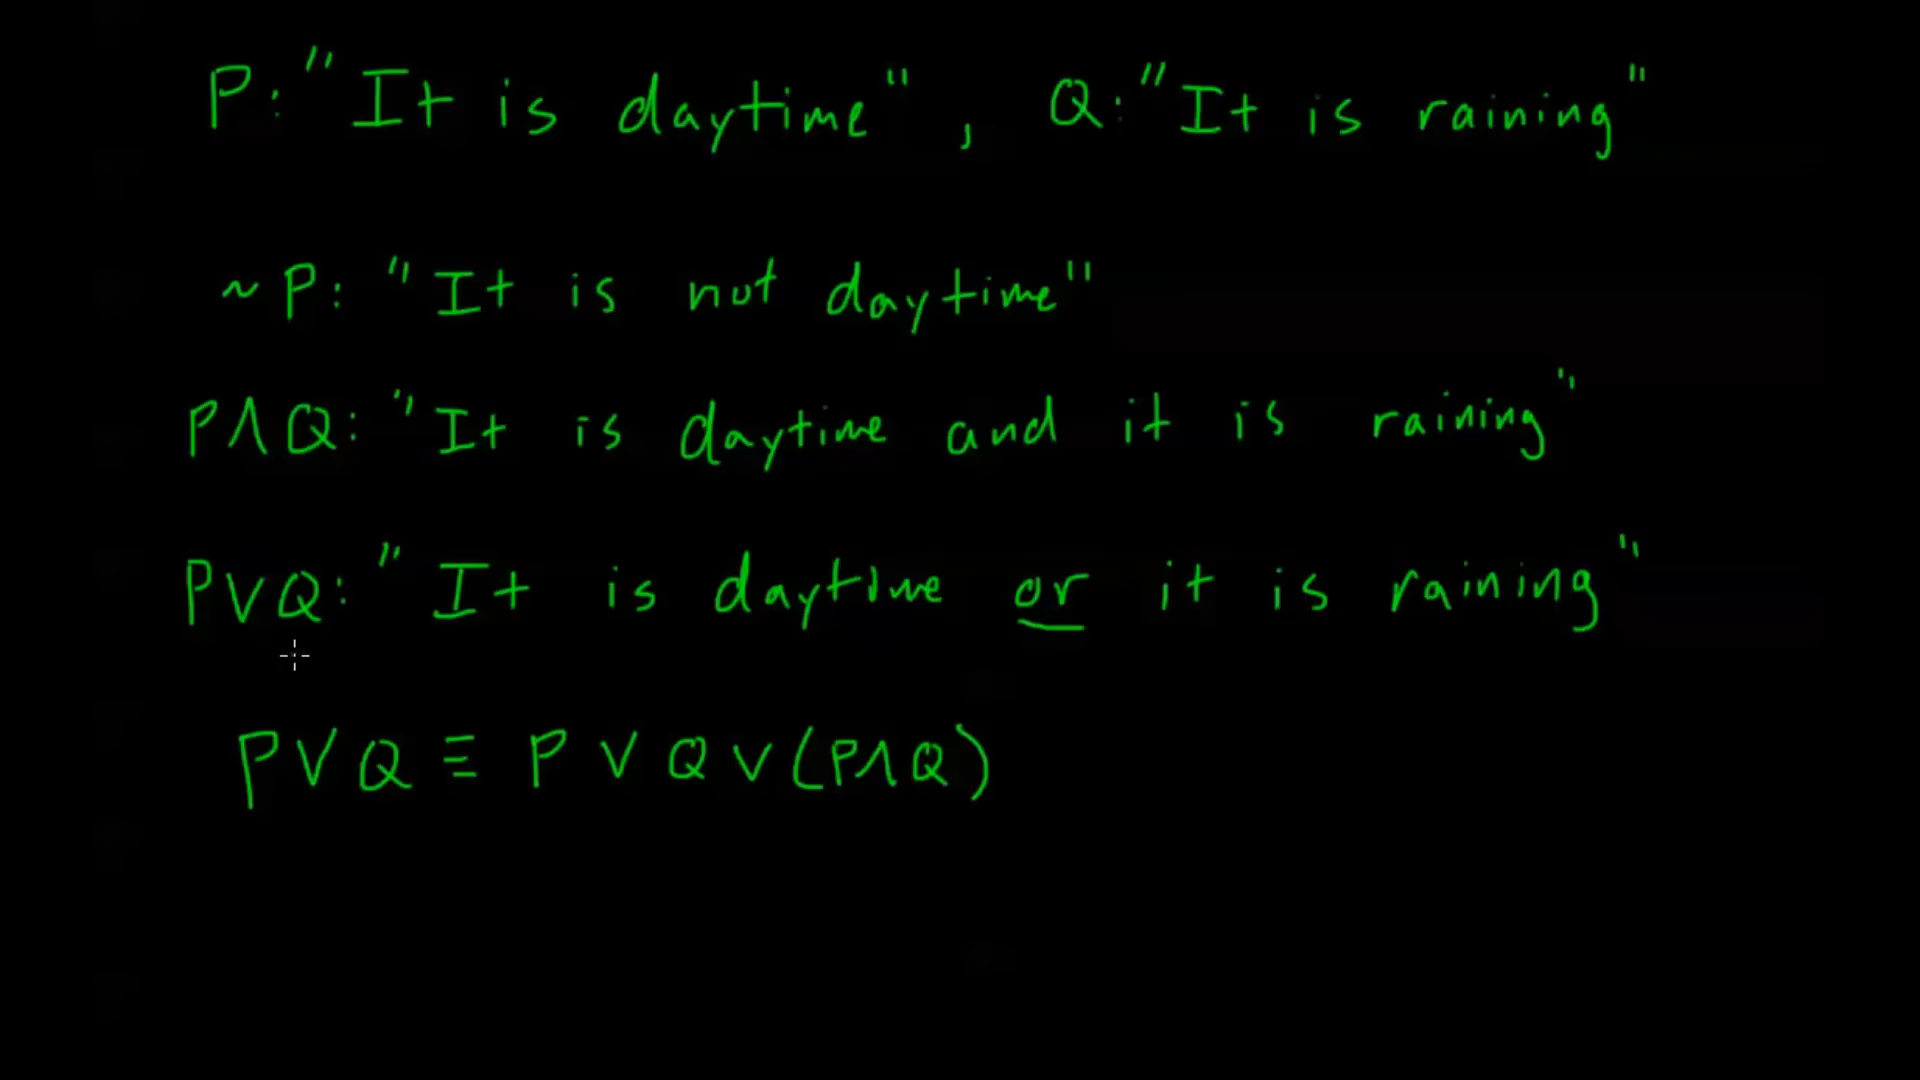 P: "It is daytime", Q: "It is raining"
~P: "It is not daytime"
P∧Q: "It is daytime and it is raining"
P∨Q: "It is daytime or it is raining"
P∨Q ≡ P ∨ Q ∨ (P∧Q)